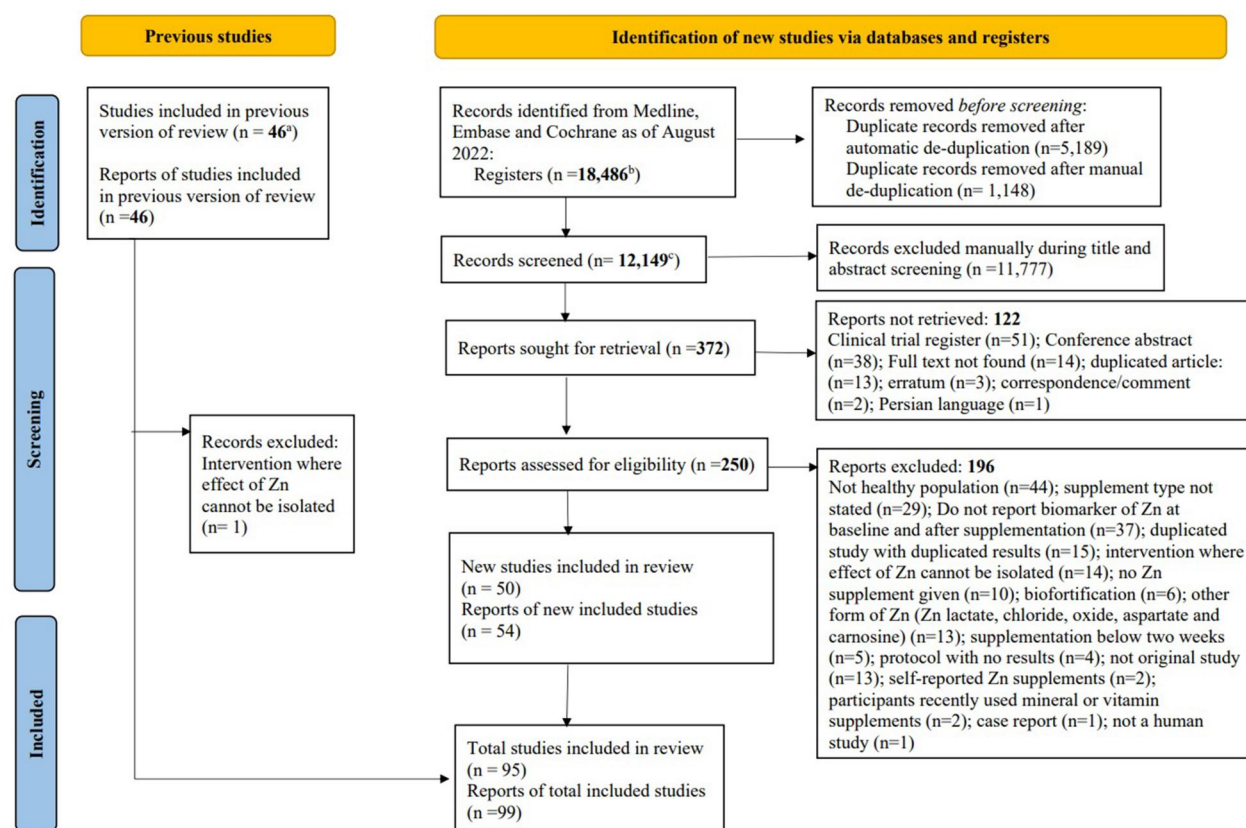 Previous studies
Identification of new studies via databases and registers
Identification
Studies included in previous
version of review (n = 46ᵃ)
Reports of studies included
in previous version of review
(n =46)
Records identified from Medline,
Embase and Cochrane as of August
2022:
Registers (n =18,486ᵇ)
Records removed before screening:
Duplicate records removed after
automatic de-duplication (n=5,189)
Duplicate records removed after manual
de-duplication (n= 1,148)
Records screened (n= 12,149ᶜ)
Records excluded manually during title and
abstract screening (n =11,777)
Screening
Reports sought for retrieval (n =372)
Reports not retrieved: 122
Clinical trial register (n=51); Conference abstract
(n=38); Full text not found (n=14); duplicated article:
(n=13); erratum (n=3); correspondence/comment
(n=2); Persian language (n=1)
Records excluded:
Intervention where
effect of Zn
cannot be isolated
(n= 1)
Reports assessed for eligibility (n =250)
Reports excluded: 196
Not healthy population (n=44); supplement type not
stated (n=29); Do not report biomarker of Zn at
baseline and after supplementation (n=37); duplicated
study with duplicated results (n=15); intervention where
effect of Zn cannot be isolated (n=14); no Zn
supplement given (n=10); biofortification (n=6); other
form of Zn (Zn lactate, chloride, oxide, aspartate and
carnosine) (n=13); supplementation below two weeks
(n=5); protocol with no results (n=4); not original study
(n=13); self-reported Zn supplements (n=2);
participants recently used mineral or vitamin
supplements (n=2); case report (n=1); not a human
study (n=1)
New studies included in review
(n = 50)
Reports of new included studies
(n = 54)
Included
Total studies included in review
(n = 95)
Reports of total included studies
(n =99)